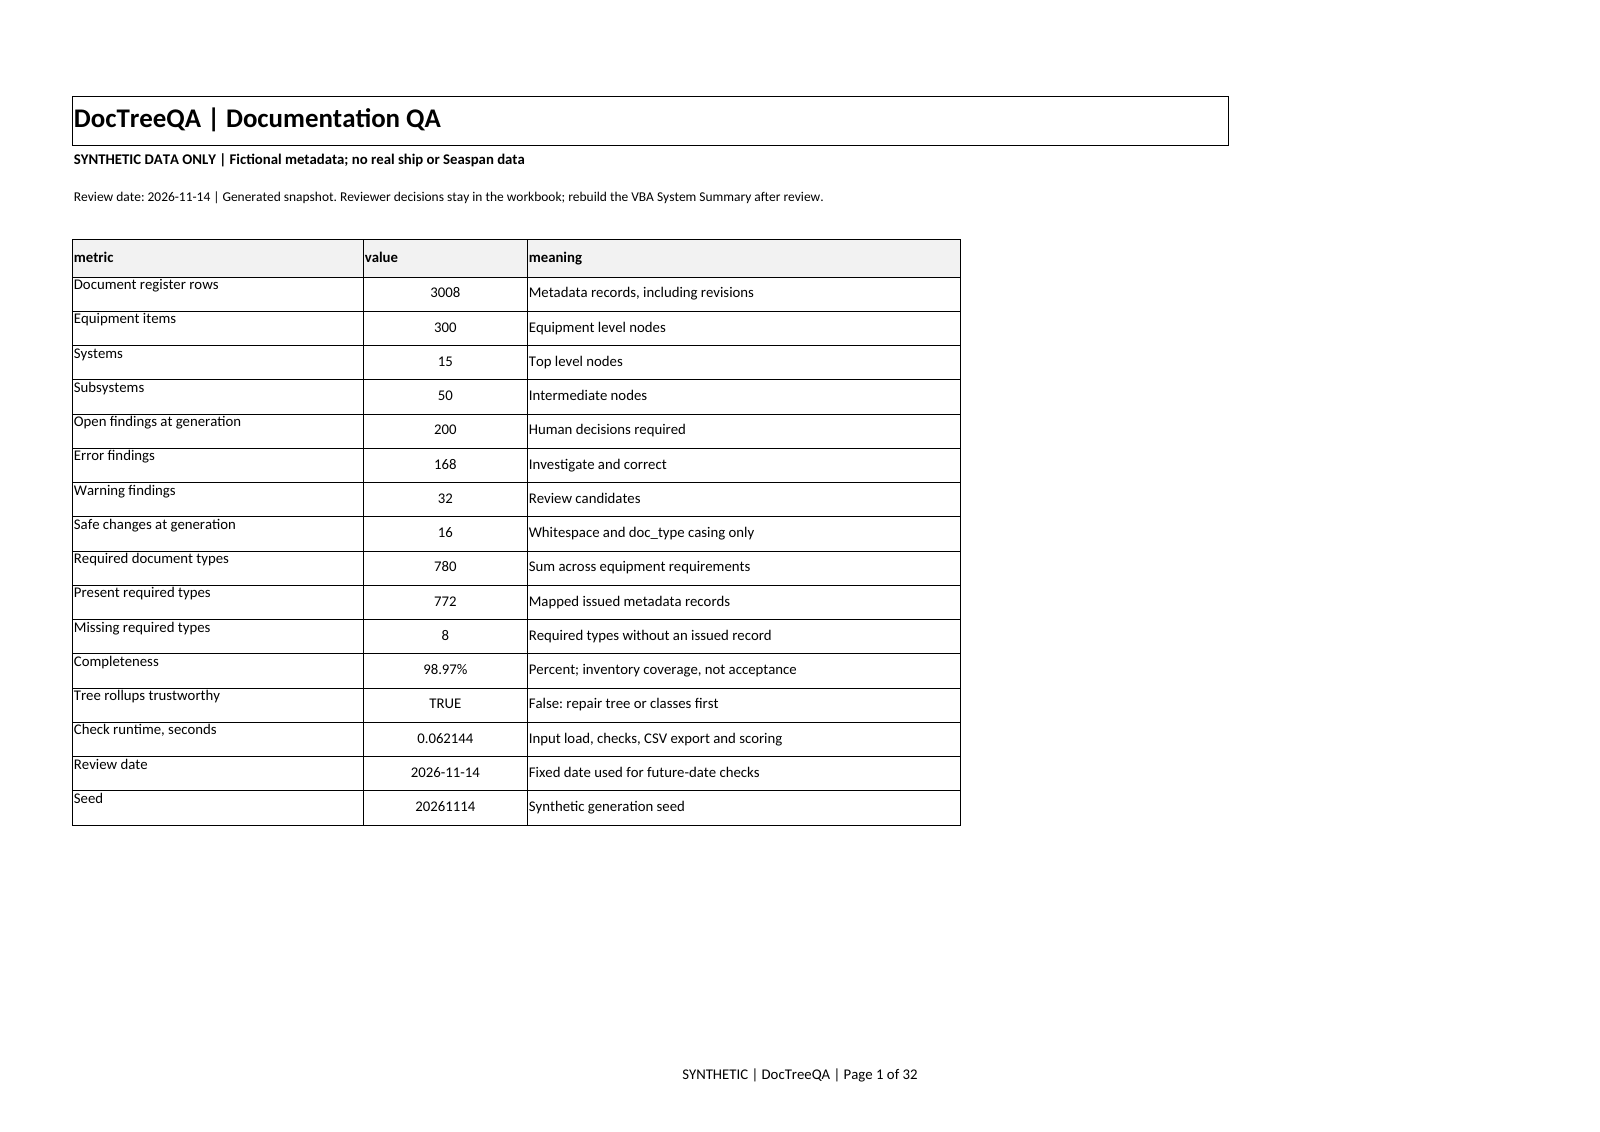 DocTreeQA | Documentation QA
SYNTHETIC DATA ONLY | Fictional metadata; no real ship or Seaspan data
Review date: 2026-11-14 | Generated snapshot. Reviewer decisions stay in the workbook; rebuild the VBA System Summary after review.
metric value meaning
Document register rows 3008 Metadata records, including revisions
Equipment items 300 Equipment level nodes
Systems 15 Top level nodes
Subsystems 50 Intermediate nodes
Open findings at generation 200 Human decisions required
Error findings 168 Investigate and correct
Warning findings 32 Review candidates
Safe changes at generation 16 Whitespace and doc_type casing only
Required document types 780 Sum across equipment requirements
Present required types 772 Mapped issued metadata records
Missing required types 8 Required types without an issued record
Completeness 98.97% Percent; inventory coverage, not acceptance
Tree rollups trustworthy TRUE False: repair tree or classes first
Check runtime, seconds 0.062144 Input load, checks, CSV export and scoring
Review date 2026-11-14 Fixed date used for future-date checks
Seed 20261114 Synthetic generation seed
SYNTHETIC | DocTreeQA | Page 1 of 32